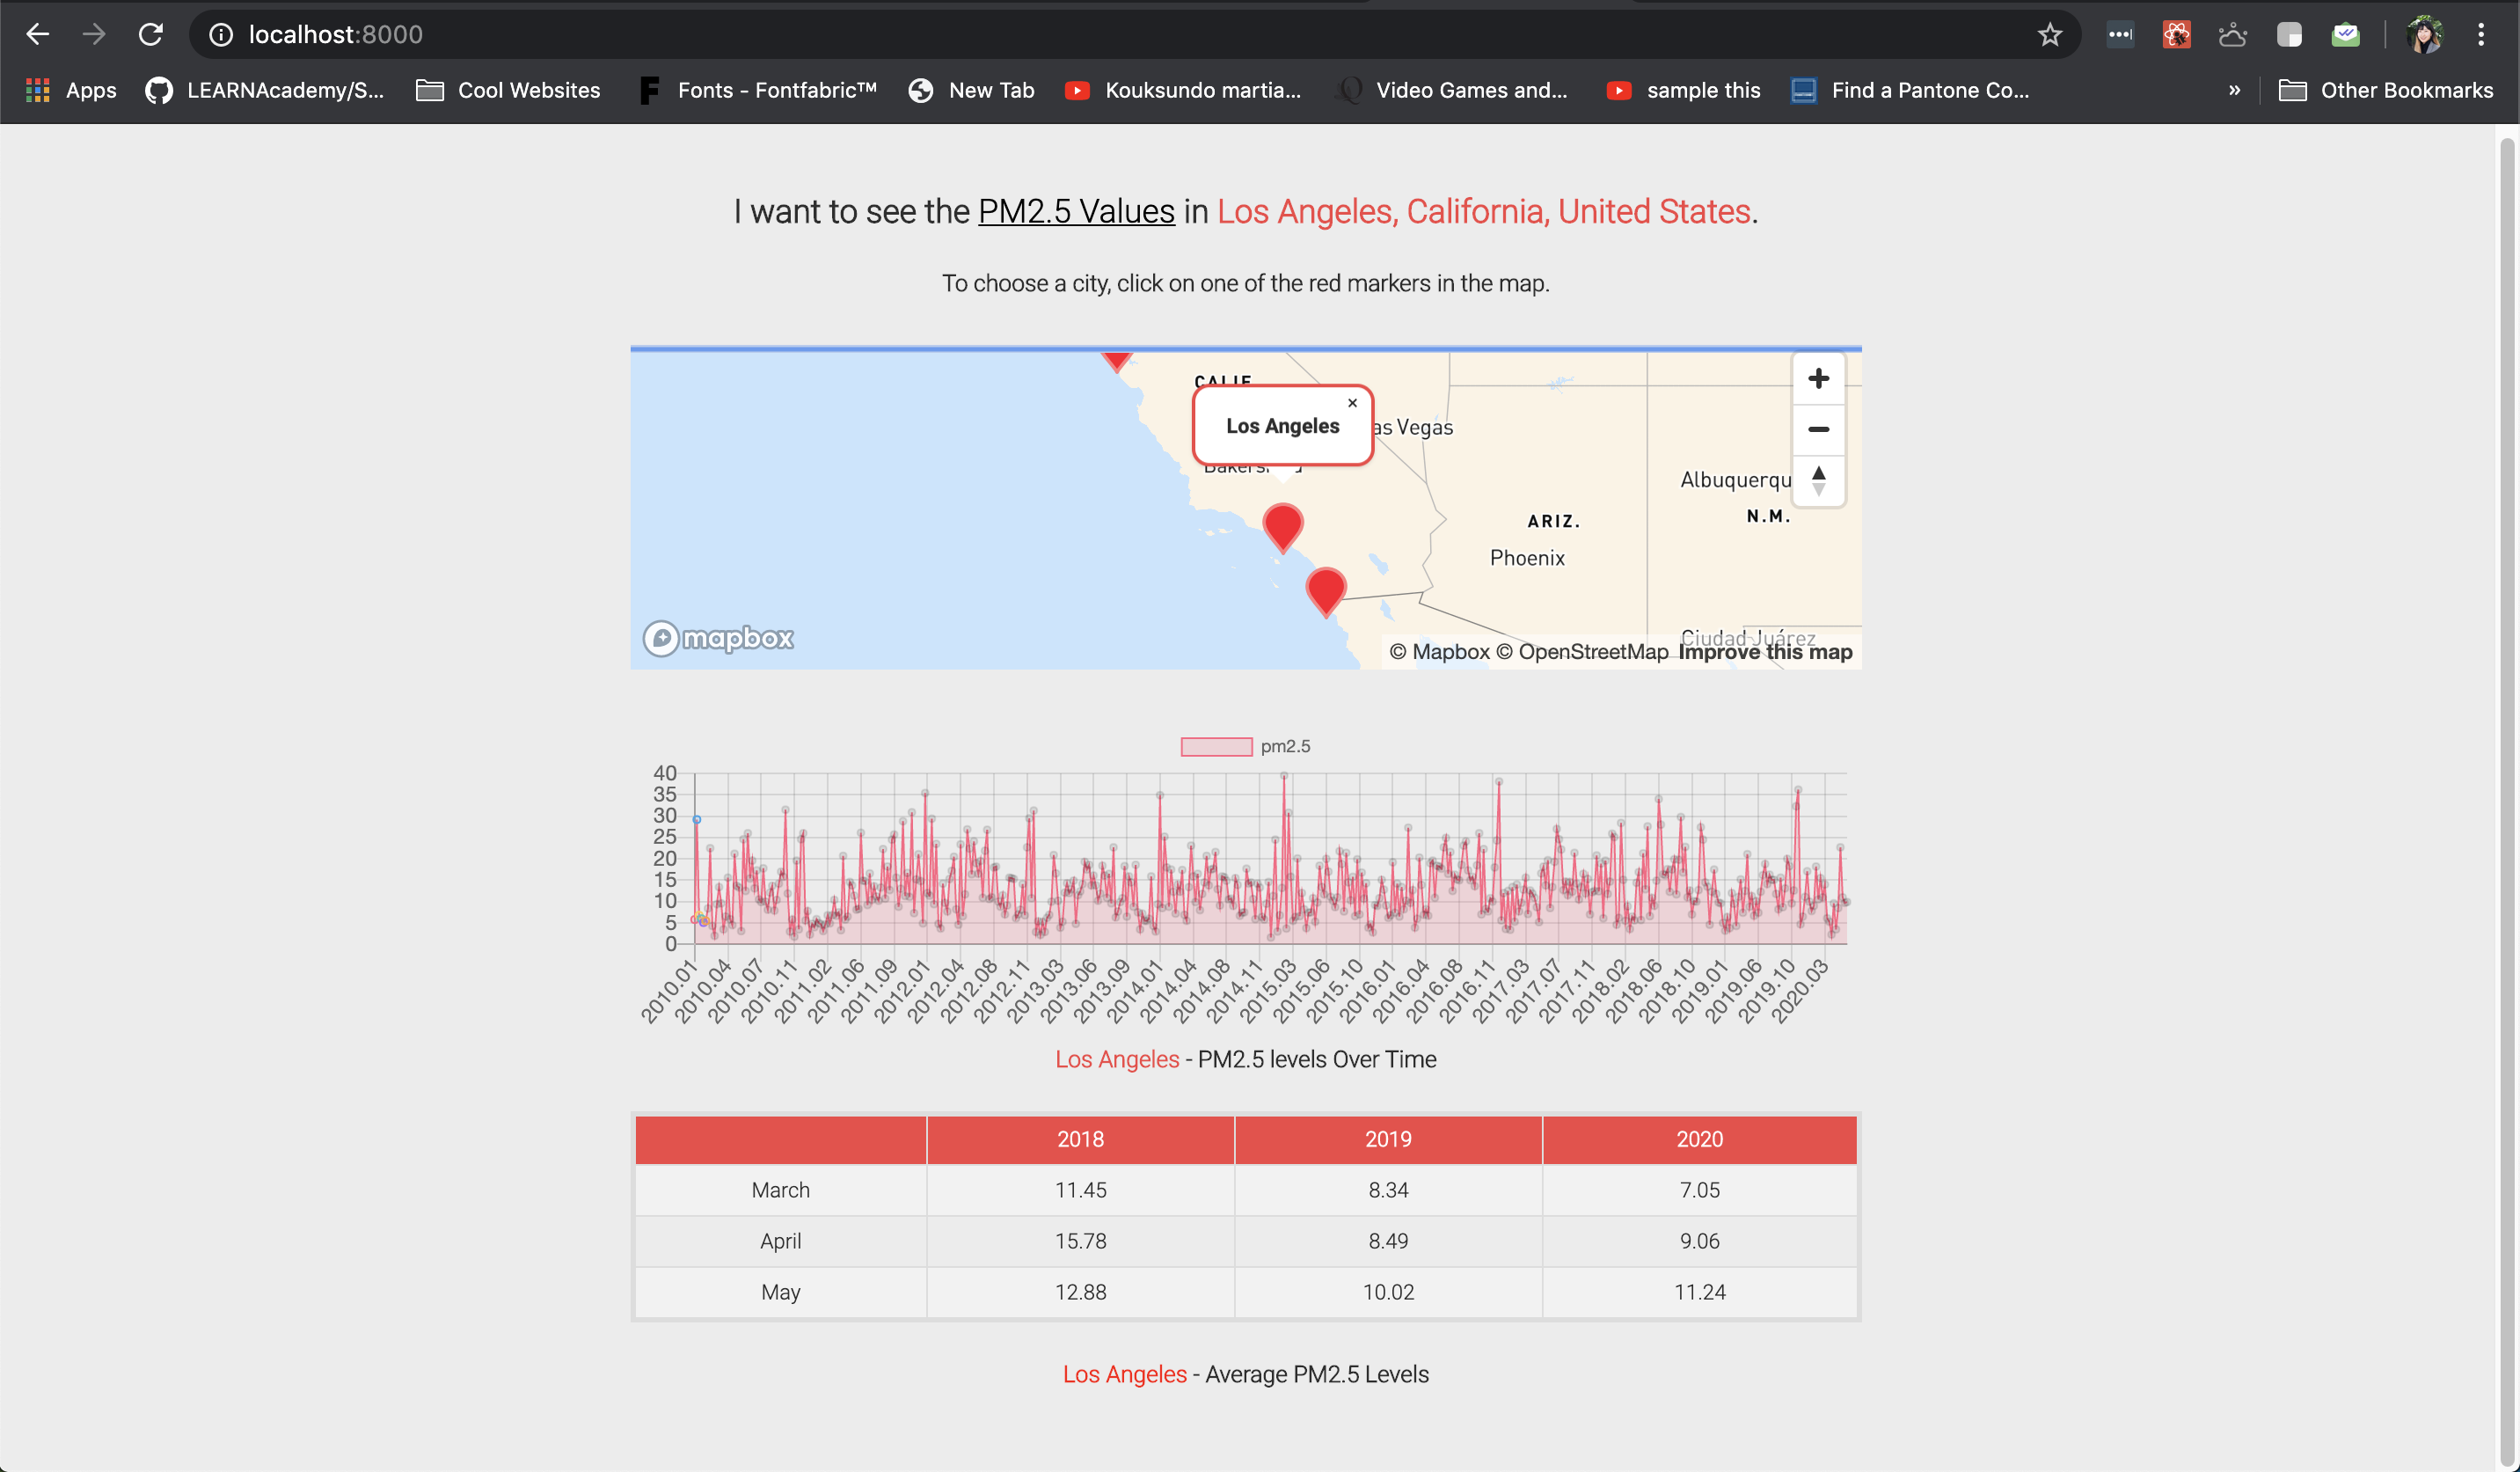 localhost:8000
Apps LEARNAcademy/S... Cool Websites F Fonts - Fontfabric™ New Tab Kouksundo martia... Video Games and... sample this Find a Pantone Co... » Other Bookmarks
I want to see the PM2.5 Values in Los Angeles, California, United States.
To choose a city, click on one of the red markers in the map.
CALIF.
×
Los Angeles
as Vegas
Albuquerqu
ARIZ.
N.M.
Phoenix
Ciudad Juárez
mapbox
© Mapbox © OpenStreetMap Improve this map
pm2.5
40
35
30
25
20
15
10
5
0
2010.01 2010.04 2010.07 2010.11 2011.02 2011.06 2011.09 2012.01 2012.04 2012.08 2012.11 2013.03 2013.06 2013.09 2014.01 2014.04 2014.08 2014.11 2015.03 2015.06 2015.10 2016.01 2016.04 2016.08 2016.11 2017.03 2017.07 2017.11 2018.02 2018.06 2018.10 2019.01 2019.06 2019.10 2020.03
Los Angeles - PM2.5 levels Over Time
2018 2019 2020
March 11.45 8.34 7.05
April 15.78 8.49 9.06
May 12.88 10.02 11.24
Los Angeles - Average PM2.5 Levels